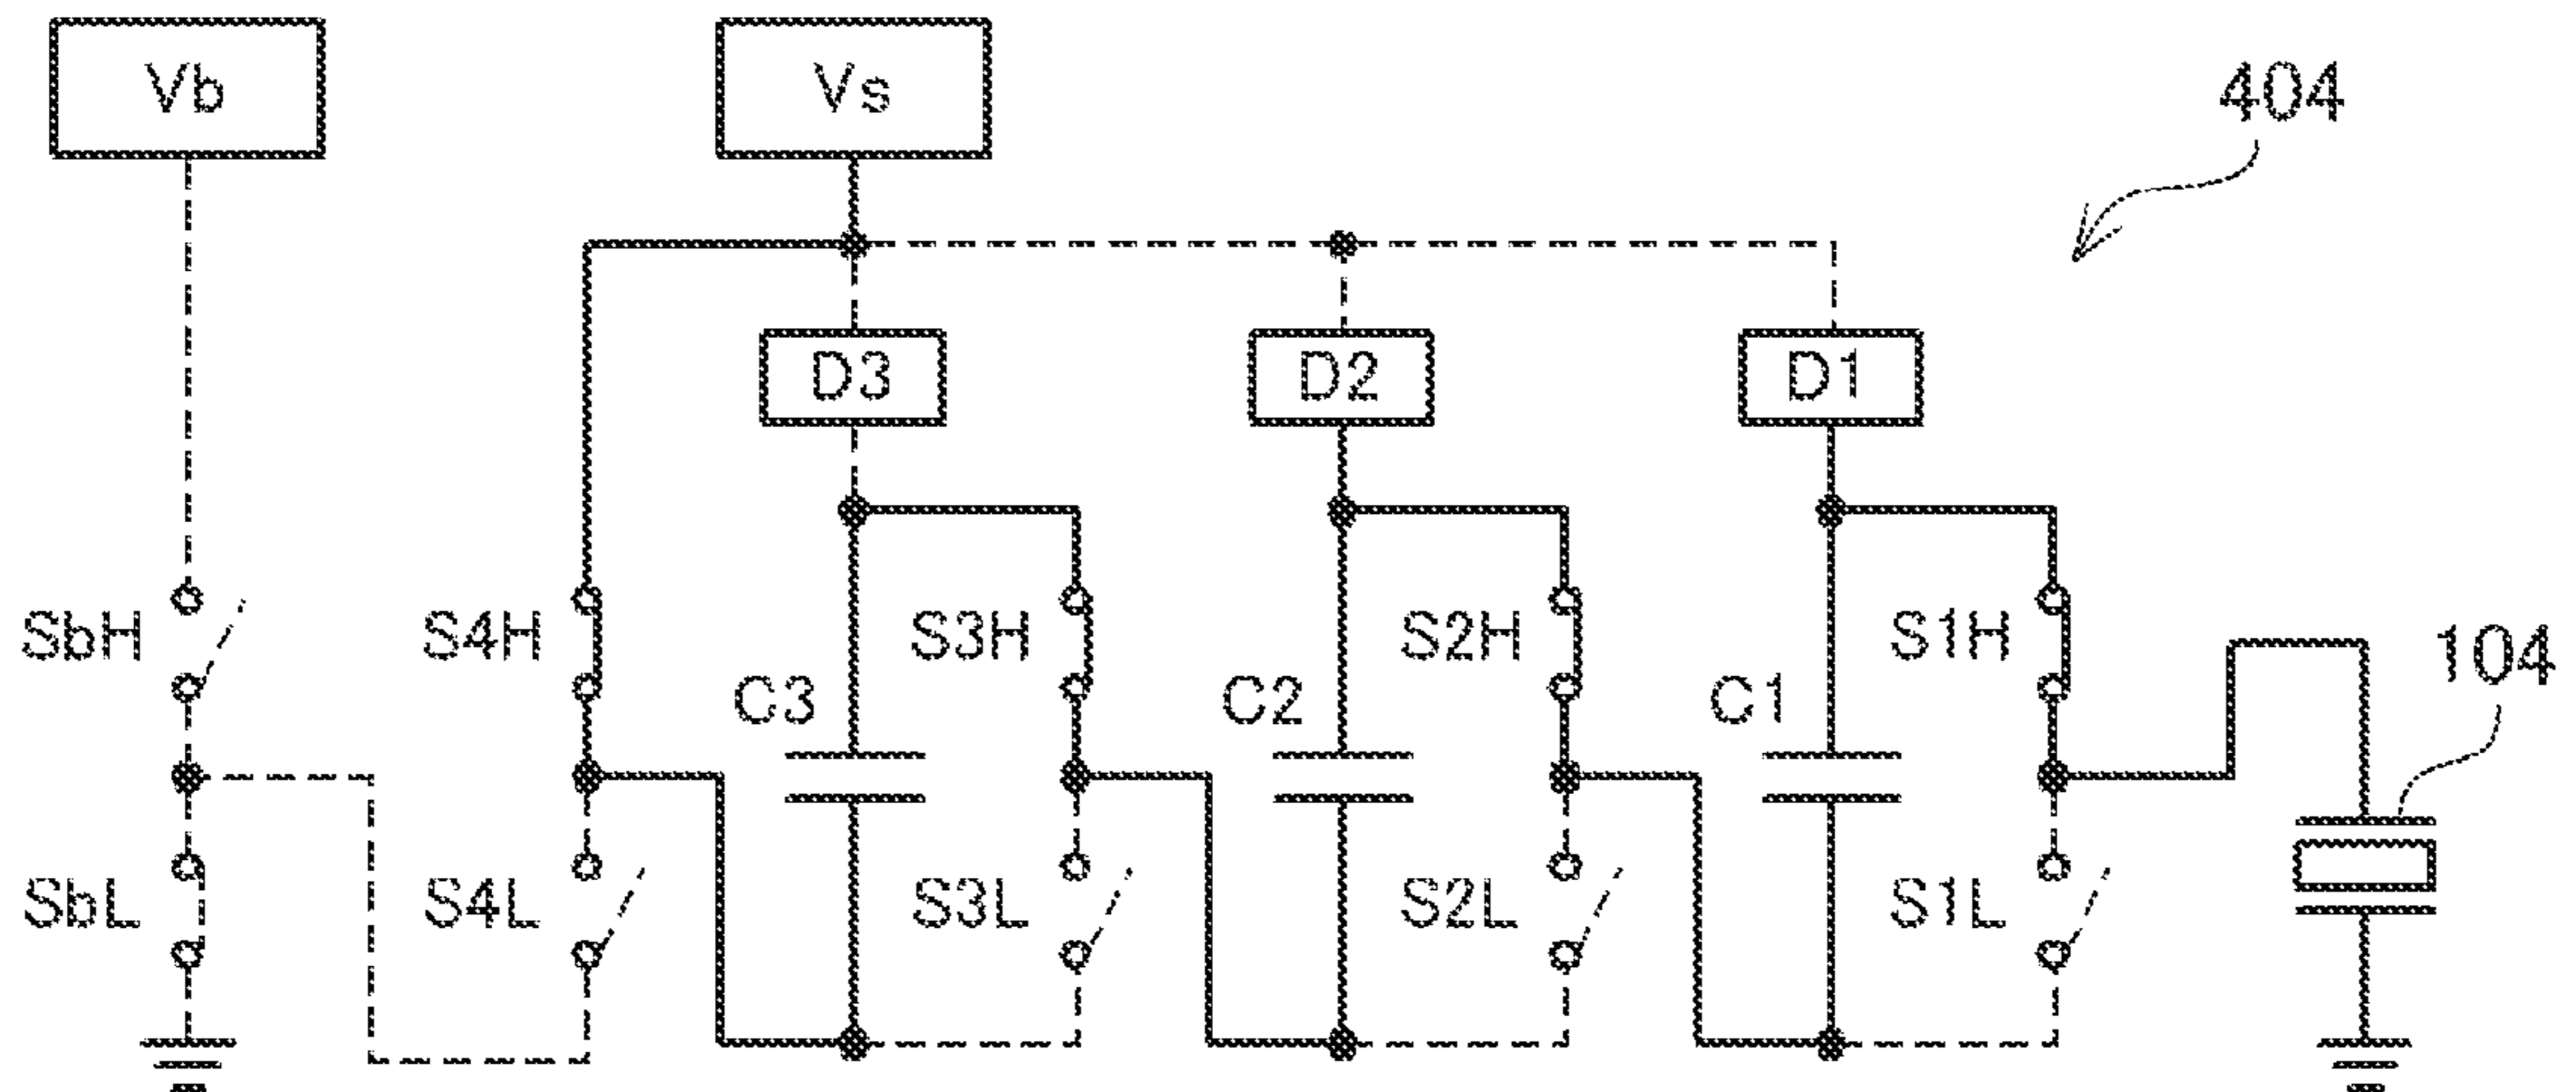 Vb Vs 404
D3 D2 D1
SbH S4H S3H S2H S1H
C3 C2 C1 104
SbL S4L S3L S2L S1L